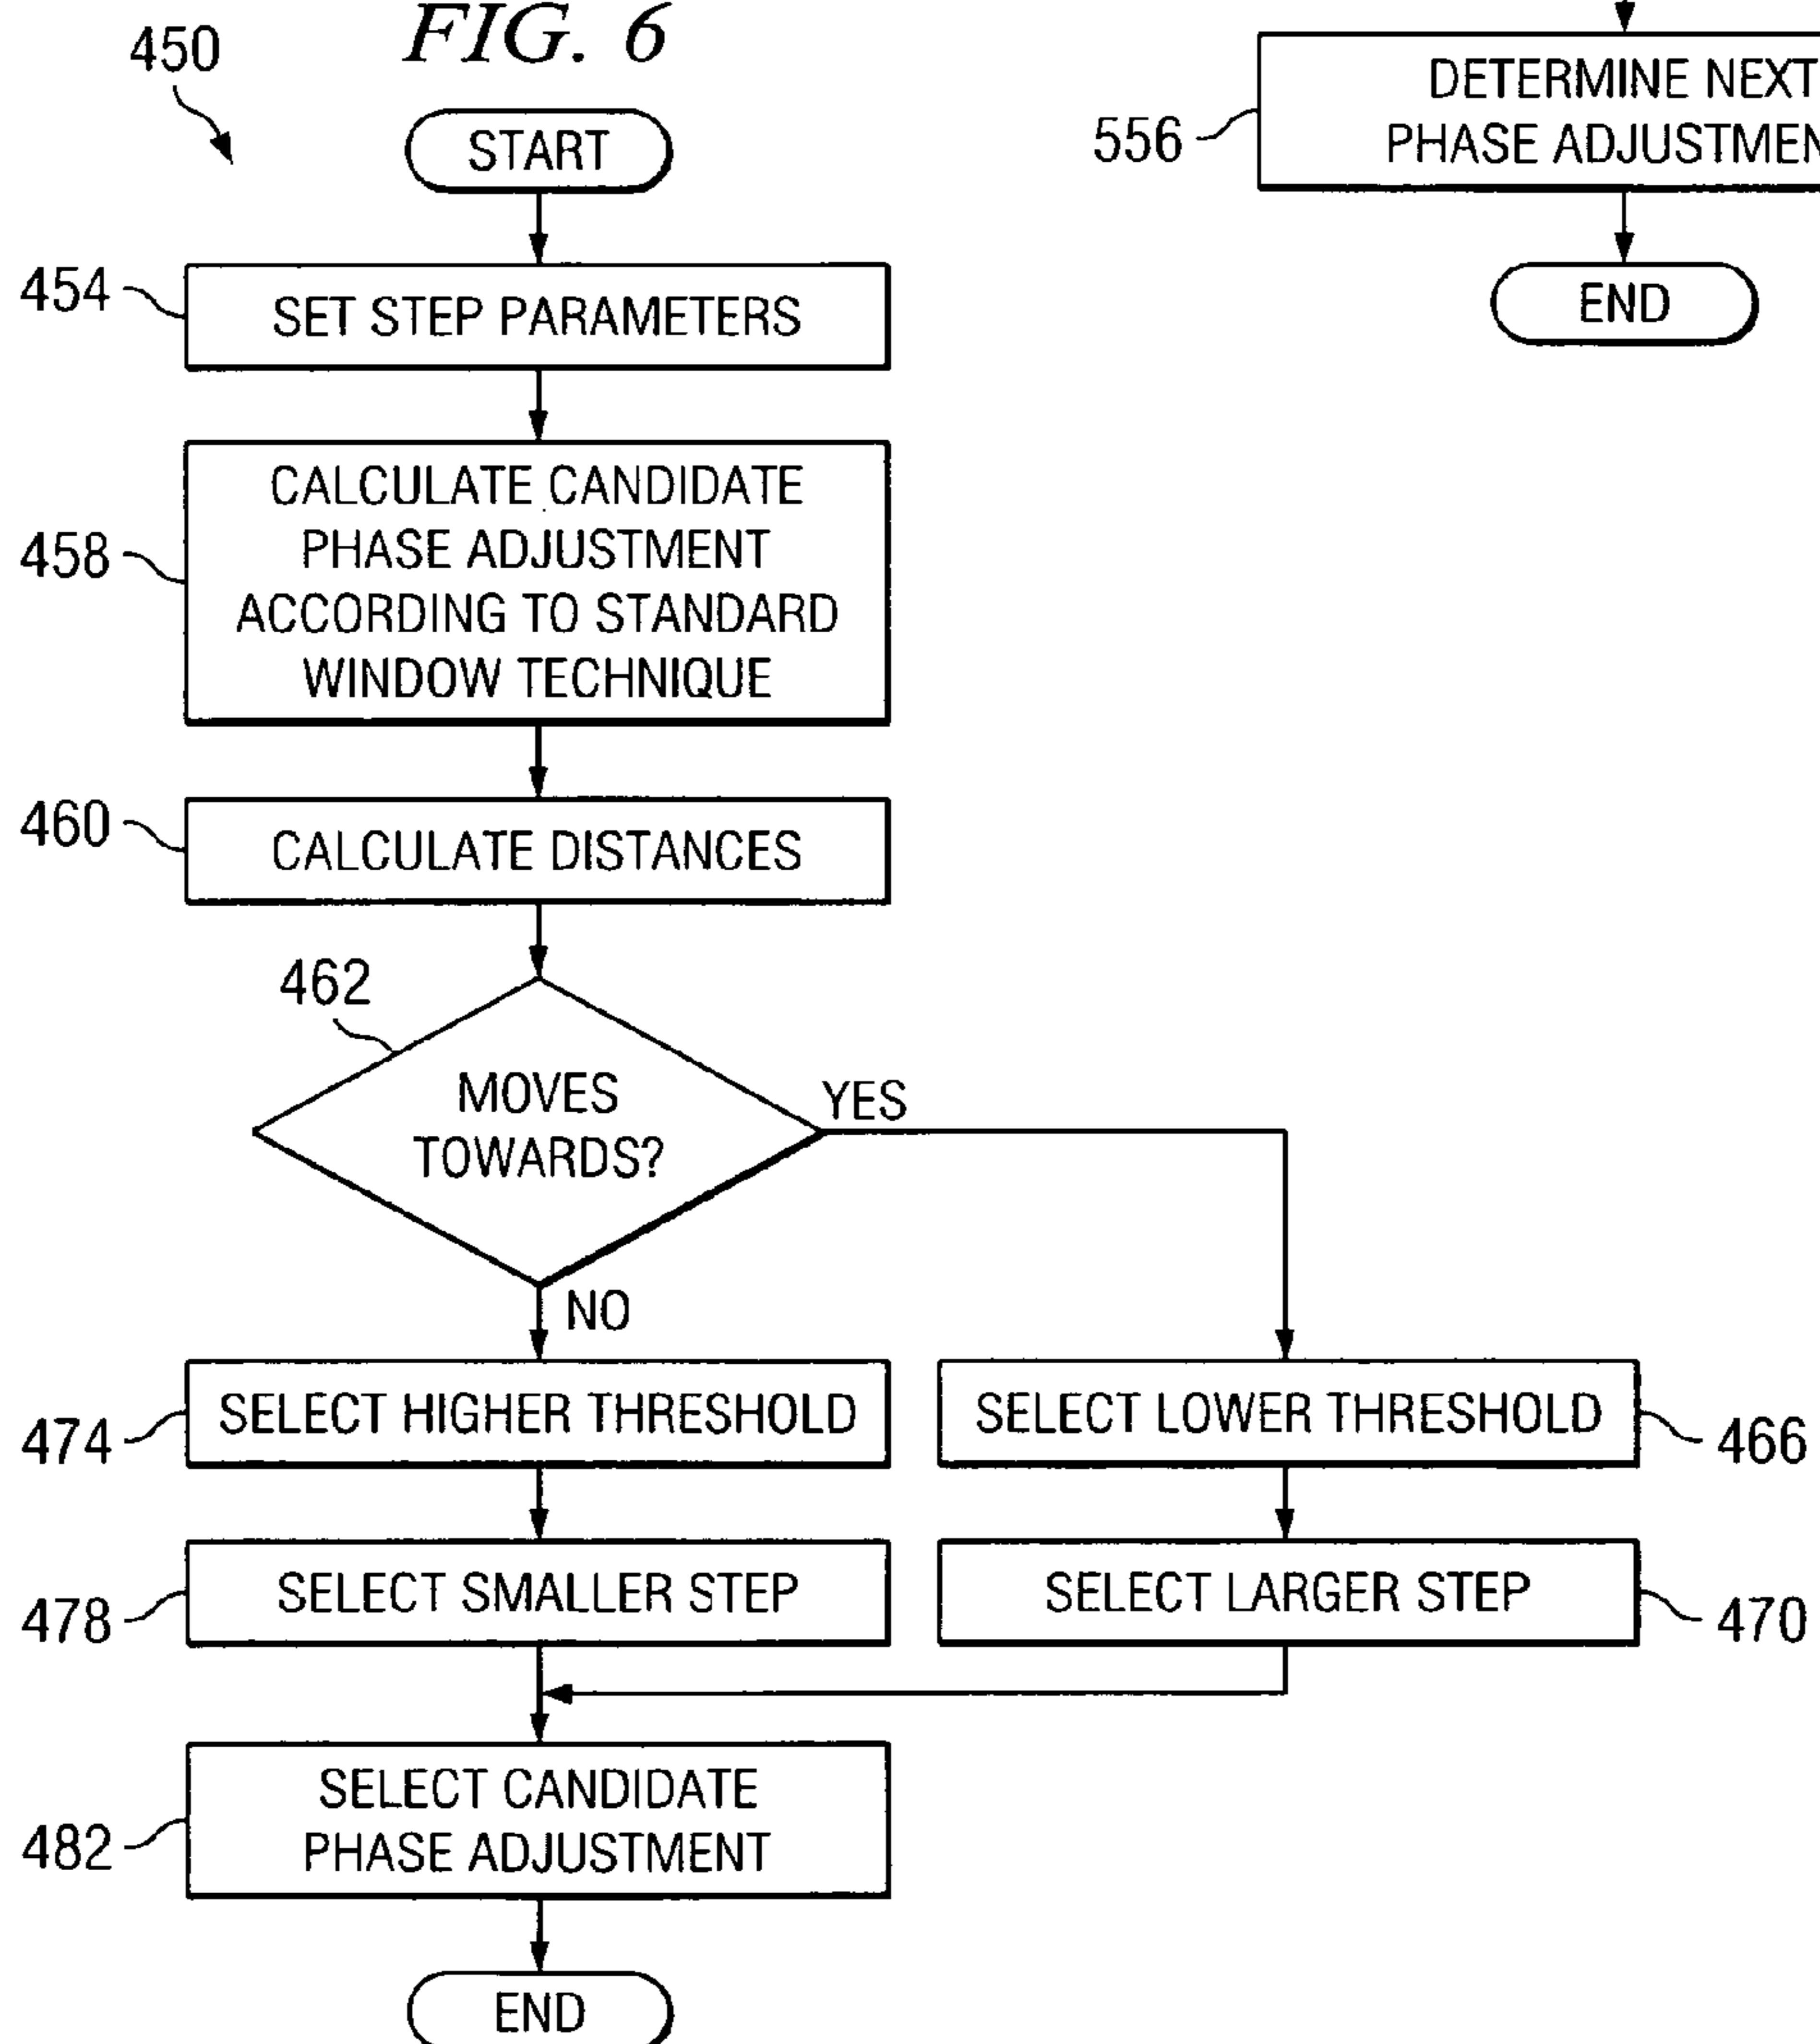 FIG. 6
450
START
454
SET STEP PARAMETERS
458
CALCULATE CANDIDATE
PHASE ADJUSTMENT
ACCORDING TO STANDARD
WINDOW TECHNIQUE
460
CALCULATE DISTANCES
462
MOVES
TOWARDS?
YES
NO
474
SELECT HIGHER THRESHOLD
SELECT LOWER THRESHOLD
466
478
SELECT SMALLER STEP
SELECT LARGER STEP
470
482
SELECT CANDIDATE
PHASE ADJUSTMENT
END
556
DETERMINE NEXT
PHASE ADJUSTMEN
END